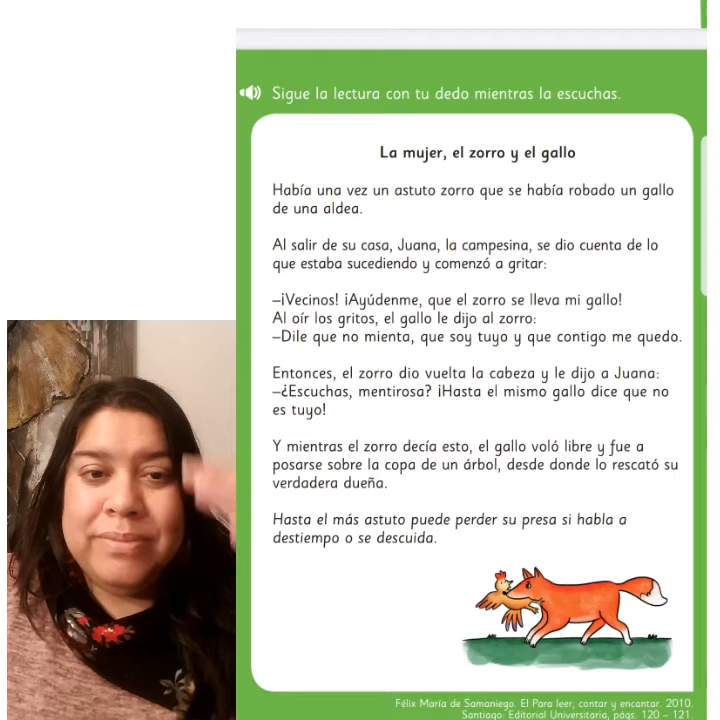 Sigue la lectura con tu dedo mientras la escuchas.
La mujer, el zorro y el gallo
Había una vez un astuto zorro que se había robado un gallo
de una aldea.
Al salir de su casa, Juana, la campesina, se dio cuenta de lo
que estaba sucediendo y comenzó a gritar:
–¡Vecinos! ¡Ayúdenme, que el zorro se lleva mi gallo!
Al oír los gritos, el gallo le dijo al zorro:
–Dile que no mienta, que soy tuyo y que contigo me quedo.
Entonces, el zorro dio vuelta la cabeza y le dijo a Juana:
–¿Escuchas, mentirosa? ¡Hasta el mismo gallo dice que no
es tuyo!
Y mientras el zorro decía esto, el gallo voló libre y fue a
posarse sobre la copa de un árbol, desde donde lo rescató su
verdadera dueña.
Hasta el más astuto puede perder su presa si habla a
destiempo o se descuida.
Félix María de Samaniego. El Para leer, contar y encantar. 2010.
Santiago: Editorial Universitaria, págs. 120 – 121.